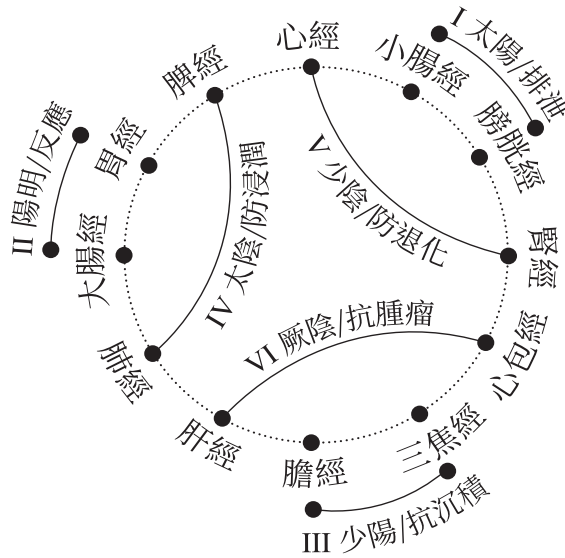 心經
小腸經
膀胱經
腎經
心包經
三焦經
膽經
肝經
肺經
大腸經
胃經
脾經
I 太陽/排泄
II 陽明/反應
III 少陽/抗沉積
IV 太陰/防浸潤
V 少陰/防退化
VI 厥陰/抗腫瘤